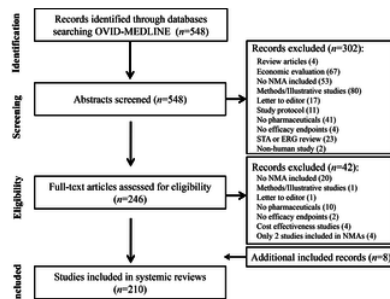 Identification
Records identified through databases
searching OVID-MEDLINE (n=548)
Screening
Abstracts screened (n=548)
Records excluded (n=302):
Review articles (4)
Economic evaluation (67)
No NMA included (53)
Methods/Illustrative studies (80)
Letter to editor (17)
Study protocol (11)
No pharmaceuticals (41)
No efficacy endpoints (4)
STA or ERG review (23)
Non-human study (2)
Eligibility
Full-text articles assessed for eligibility
(n=246)
Records excluded (n=42):
No NMA included (20)
Methods/Illustrative studies (1)
Letter to editor (1)
No pharmaceuticals (10)
No efficacy endpoints (2)
Cost effectiveness studies (4)
Only 2 studies included in NMAs (4)
Additional included records (n=8)
Included
Studies included in systemic reviews
(n=210)